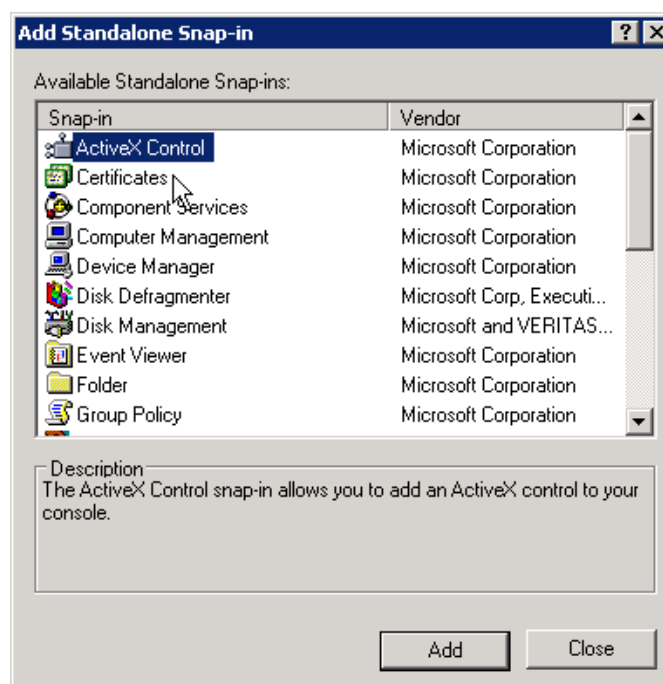 Add Standalone Snap-in
Available Standalone Snap-ins:
Snap-in Vendor
ActiveX Control Microsoft Corporation
Certificates Microsoft Corporation
Component Services Microsoft Corporation
Computer Management Microsoft Corporation
Device Manager Microsoft Corporation
Disk Defragmenter Microsoft Corp, Executi...
Disk Management Microsoft and VERITAS...
Event Viewer Microsoft Corporation
Folder Microsoft Corporation
Group Policy Microsoft Corporation
Description
The ActiveX Control snap-in allows you to add an ActiveX control to your
console.
Add Close